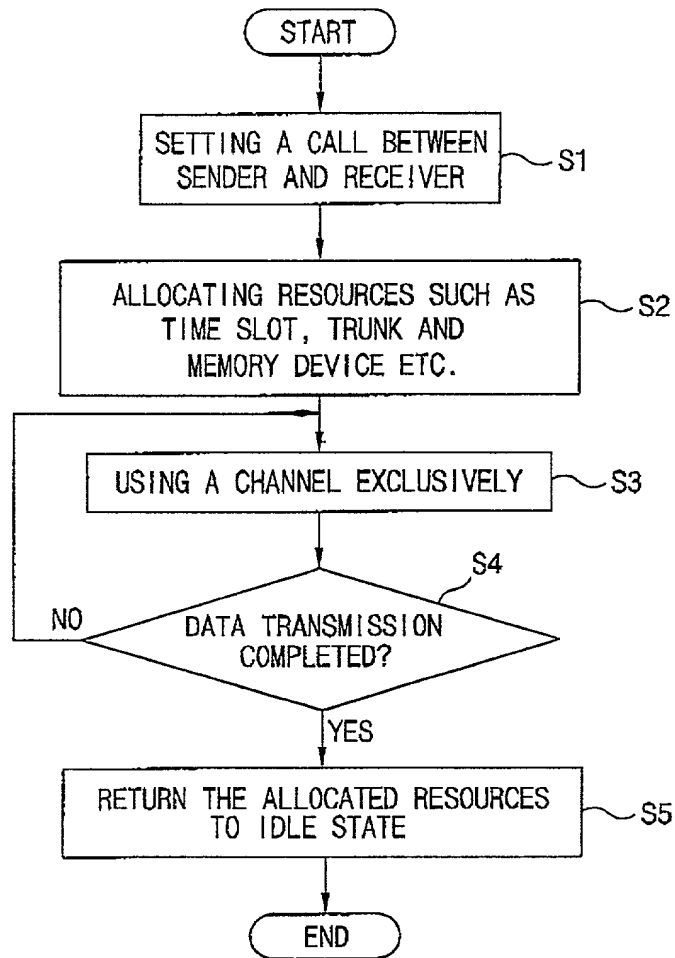 START
SETTING A CALL BETWEEN
SENDER AND RECEIVER
S1
ALLOCATING RESOURCES SUCH AS
TIME SLOT, TRUNK AND
MEMORY DEVICE ETC.
S2
USING A CHANNEL EXCLUSIVELY
S3
S4
NO
DATA TRANSMISSION
COMPLETED?
YES
RETURN THE ALLOCATED RESOURCES
TO IDLE STATE
S5
END